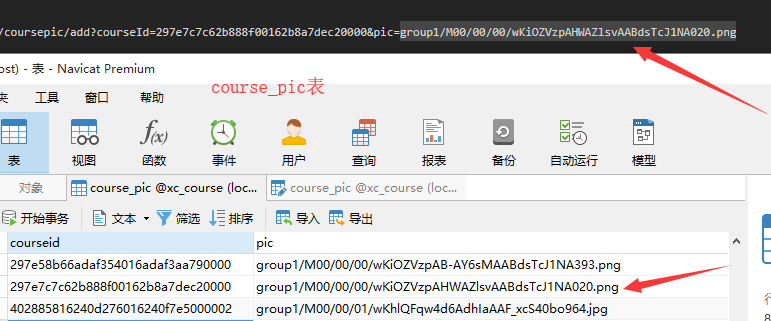 /coursepic/add?courseId=297e7c7c62b888f00162b8a7dec20000&pic=group1/M00/00/00/wKiOZVzpAHWAZlsvAABdsTcJ1NA020.png
ost) - 表 - Navicat Premium
夹 工具 窗口 帮助
course_pic表
表 视图 函数 事件 用户 查询 报表 备份 自动运行 模型
对象 course_pic @xc_course (loc... course_pic @xc_course (loc...
开始事务 文本 筛选 排序 导入 导出
courseid pic
297e58b66adaf354016adaf3aa790000 group1/M00/00/00/wKiOZVzpAB-AY6sMAABdsTcJ1NA393.png
297e7c7c62b888f00162b8a7dec20000 group1/M00/00/00/wKiOZVzpAHWAZlsvAABdsTcJ1NA020.png
402885816240d276016240f7e5000002 group1/M00/00/01/wKhlQFqw4d6AdhIaAAF_xcS40bo964.jpg